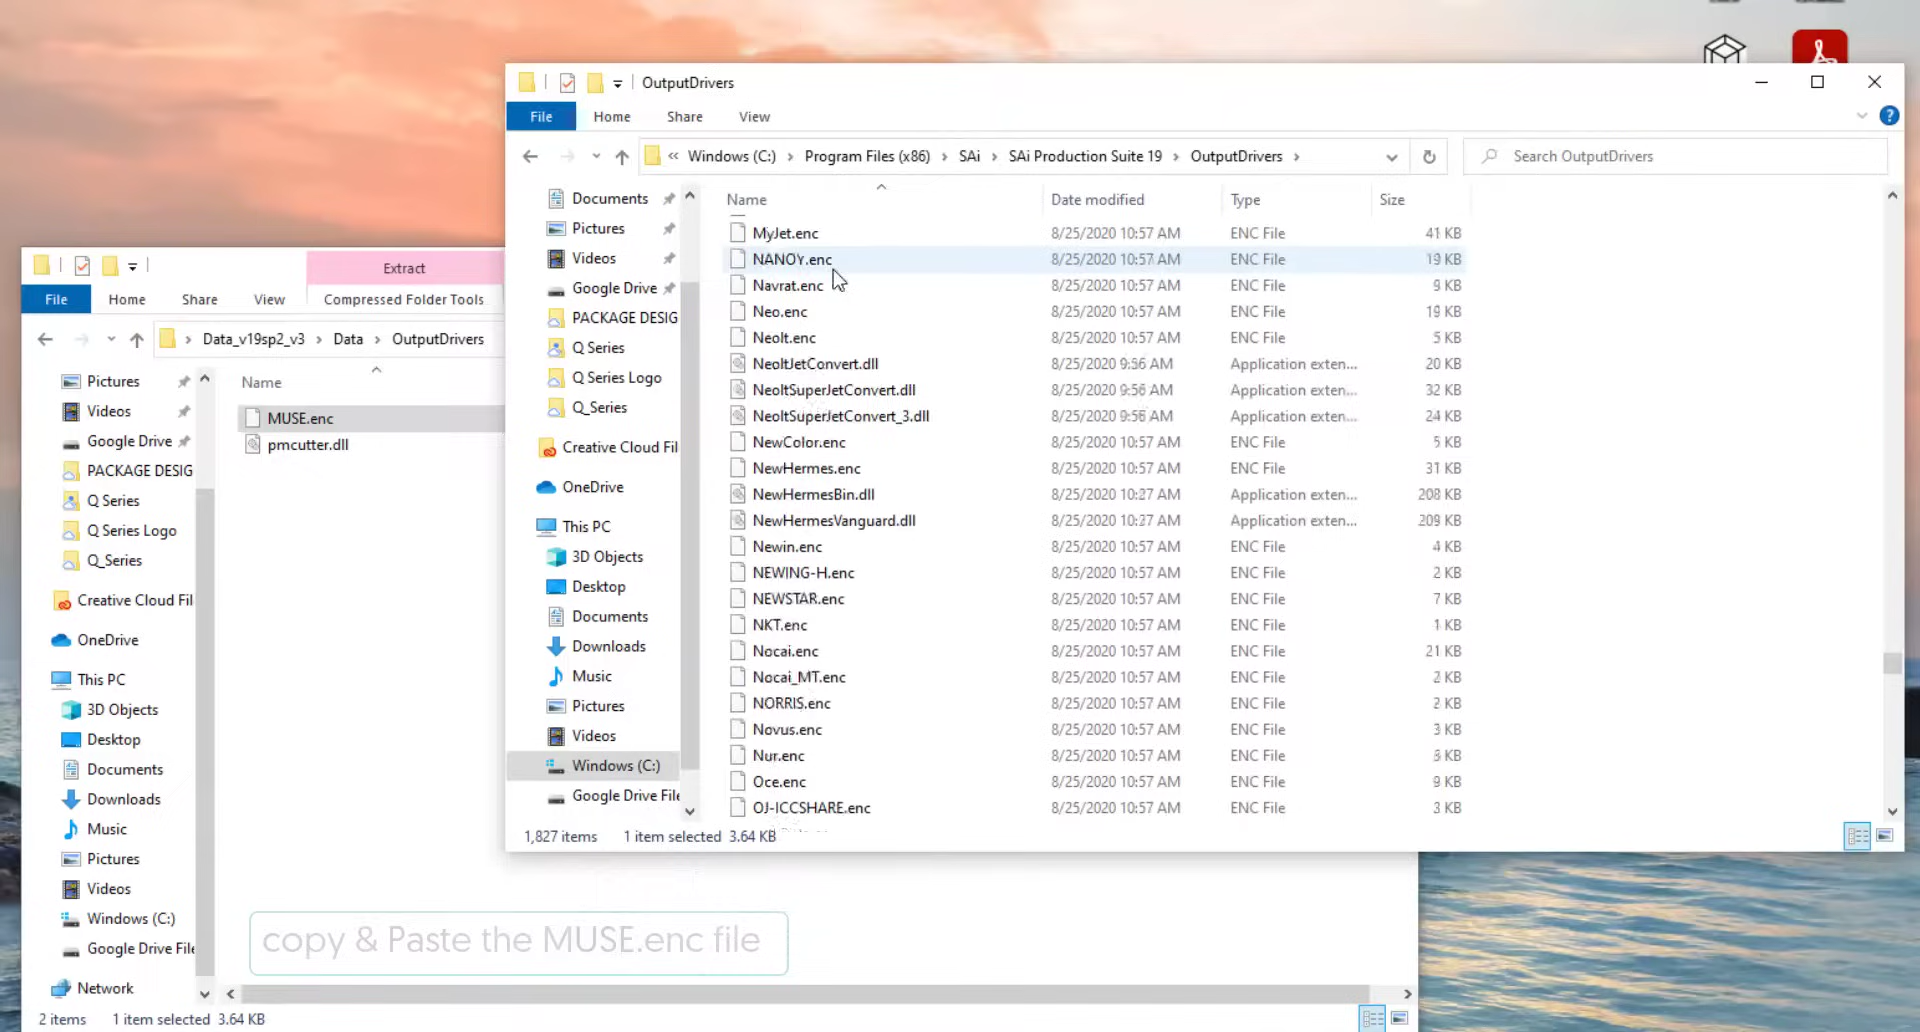 OutputDrivers
File Home Share View
« Windows (C:) › Program Files (x86) › SAi › SAi Production Suite 19 › OutputDrivers ›
Search OutputDrivers
Documents
Pictures
Videos
Google Drive
PACKAGE DESIG
Q Series
Q Series Logo
Q_Series
Creative Cloud Fil
OneDrive
This PC
3D Objects
Desktop
Documents
Downloads
Music
Pictures
Videos
Windows (C:)
Google Drive File
Name Date modified Type Size
MyJet.enc 8/25/2020 10:57 AM ENC File 41 KB
NANOY.enc 8/25/2020 10:57 AM ENC File 19 KB
Navrat.enc 8/25/2020 10:57 AM ENC File 9 KB
Neo.enc 8/25/2020 10:57 AM ENC File 19 KB
Neolt.enc 8/25/2020 10:57 AM ENC File 5 KB
NeoltJetConvert.dll 8/25/2020 9:56 AM Application exten... 20 KB
NeoltSuperJetConvert.dll 8/25/2020 9:56 AM Application exten... 32 KB
NeoltSuperJetConvert_3.dll 8/25/2020 9:56 AM Application exten... 24 KB
NewColor.enc 8/25/2020 10:57 AM ENC File 5 KB
NewHermes.enc 8/25/2020 10:57 AM ENC File 31 KB
NewHermesBin.dll 8/25/2020 10:27 AM Application exten... 208 KB
NewHermesVanguard.dll 8/25/2020 10:27 AM Application exten... 209 KB
Newin.enc 8/25/2020 10:57 AM ENC File 4 KB
NEWING-H.enc 8/25/2020 10:57 AM ENC File 2 KB
NEWSTAR.enc 8/25/2020 10:57 AM ENC File 7 KB
NKT.enc 8/25/2020 10:57 AM ENC File 1 KB
Nocai.enc 8/25/2020 10:57 AM ENC File 21 KB
Nocai_MT.enc 8/25/2020 10:57 AM ENC File 2 KB
NORRIS.enc 8/25/2020 10:57 AM ENC File 2 KB
Novus.enc 8/25/2020 10:57 AM ENC File 3 KB
Nur.enc 8/25/2020 10:57 AM ENC File 8 KB
Oce.enc 8/25/2020 10:57 AM ENC File 9 KB
OJ-ICCSHARE.enc 8/25/2020 10:57 AM ENC File 3 KB
1,827 items 1 item selected 3.64 KB
Extract
File Home Share View Compressed Folder Tools
› Data_v19sp2_v3 › Data › OutputDrivers
Pictures
Videos
Google Drive
PACKAGE DESIG
Q Series
Q Series Logo
Q_Series
Creative Cloud Fil
OneDrive
This PC
3D Objects
Desktop
Documents
Downloads
Music
Pictures
Videos
Windows (C:)
Google Drive File
Network
Name
MUSE.enc
pmcutter.dll
copy & Paste the MUSE.enc file
2 items 1 item selected 3.64 KB